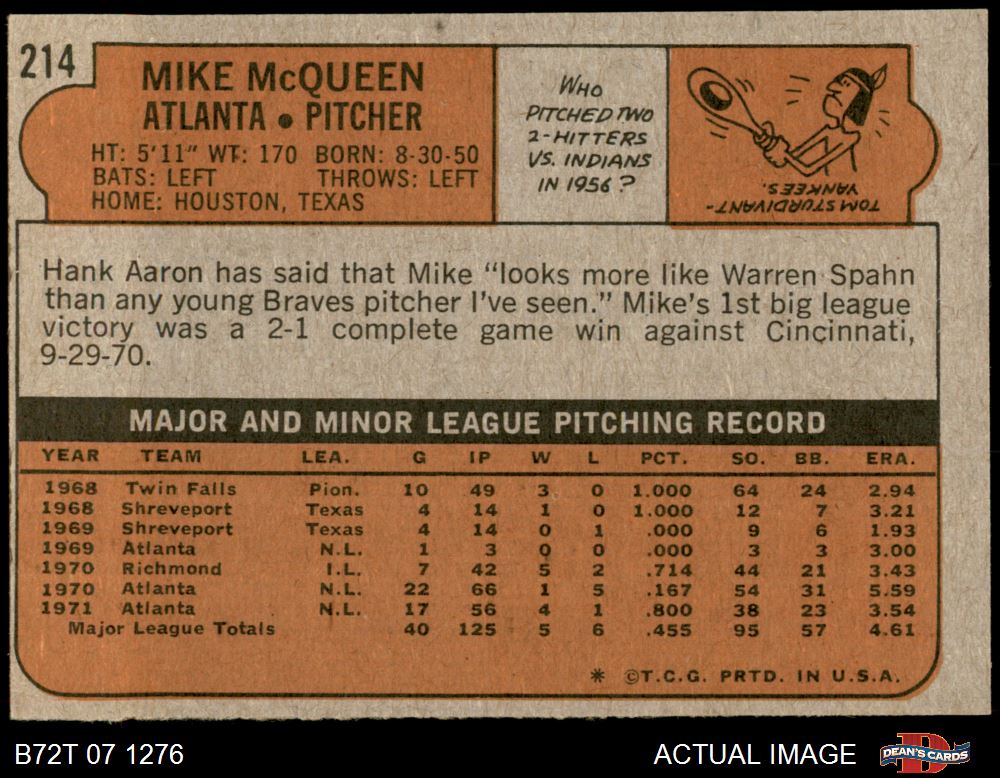 214
MIKE McQUEEN
ATLANTA • PITCHER
HT: 5'11" WT: 170 BORN: 8-30-50
BATS: LEFT THROWS: LEFT
HOME: HOUSTON, TEXAS
WHO
PITCHED TWO
2-HITTERS
VS. INDIANS
IN 1956?
TOM STURDIVANT-
YANKEES.
Hank Aaron has said that Mike "looks more like Warren Spahn
than any young Braves pitcher I've seen." Mike's 1st big league
victory was a 2-1 complete game win against Cincinnati,
9-29-70.
MAJOR AND MINOR LEAGUE PITCHING RECORD
YEAR TEAM LEA. G IP W L PCT. SO. BB. ERA.
1968 Twin Falls Pion. 10 49 3 0 1.000 64 24 2.94
1968 Shreveport Texas 4 14 1 0 1.000 12 7 3.21
1969 Shreveport Texas 4 14 0 1 .000 9 6 1.93
1969 Atlanta N.L. 1 3 0 0 .000 3 3 3.00
1970 Richmond I.L. 7 42 5 2 .714 44 21 3.43
1970 Atlanta N.L. 22 66 1 5 .167 54 31 5.59
1971 Atlanta N.L. 17 56 4 1 .800 38 23 3.54
Major League Totals 40 125 5 6 .455 95 57 4.61
* ©T.C.G. PRTD. IN U.S.A.
B72T 07 1276 ACTUAL IMAGE DEAN'S CARDS